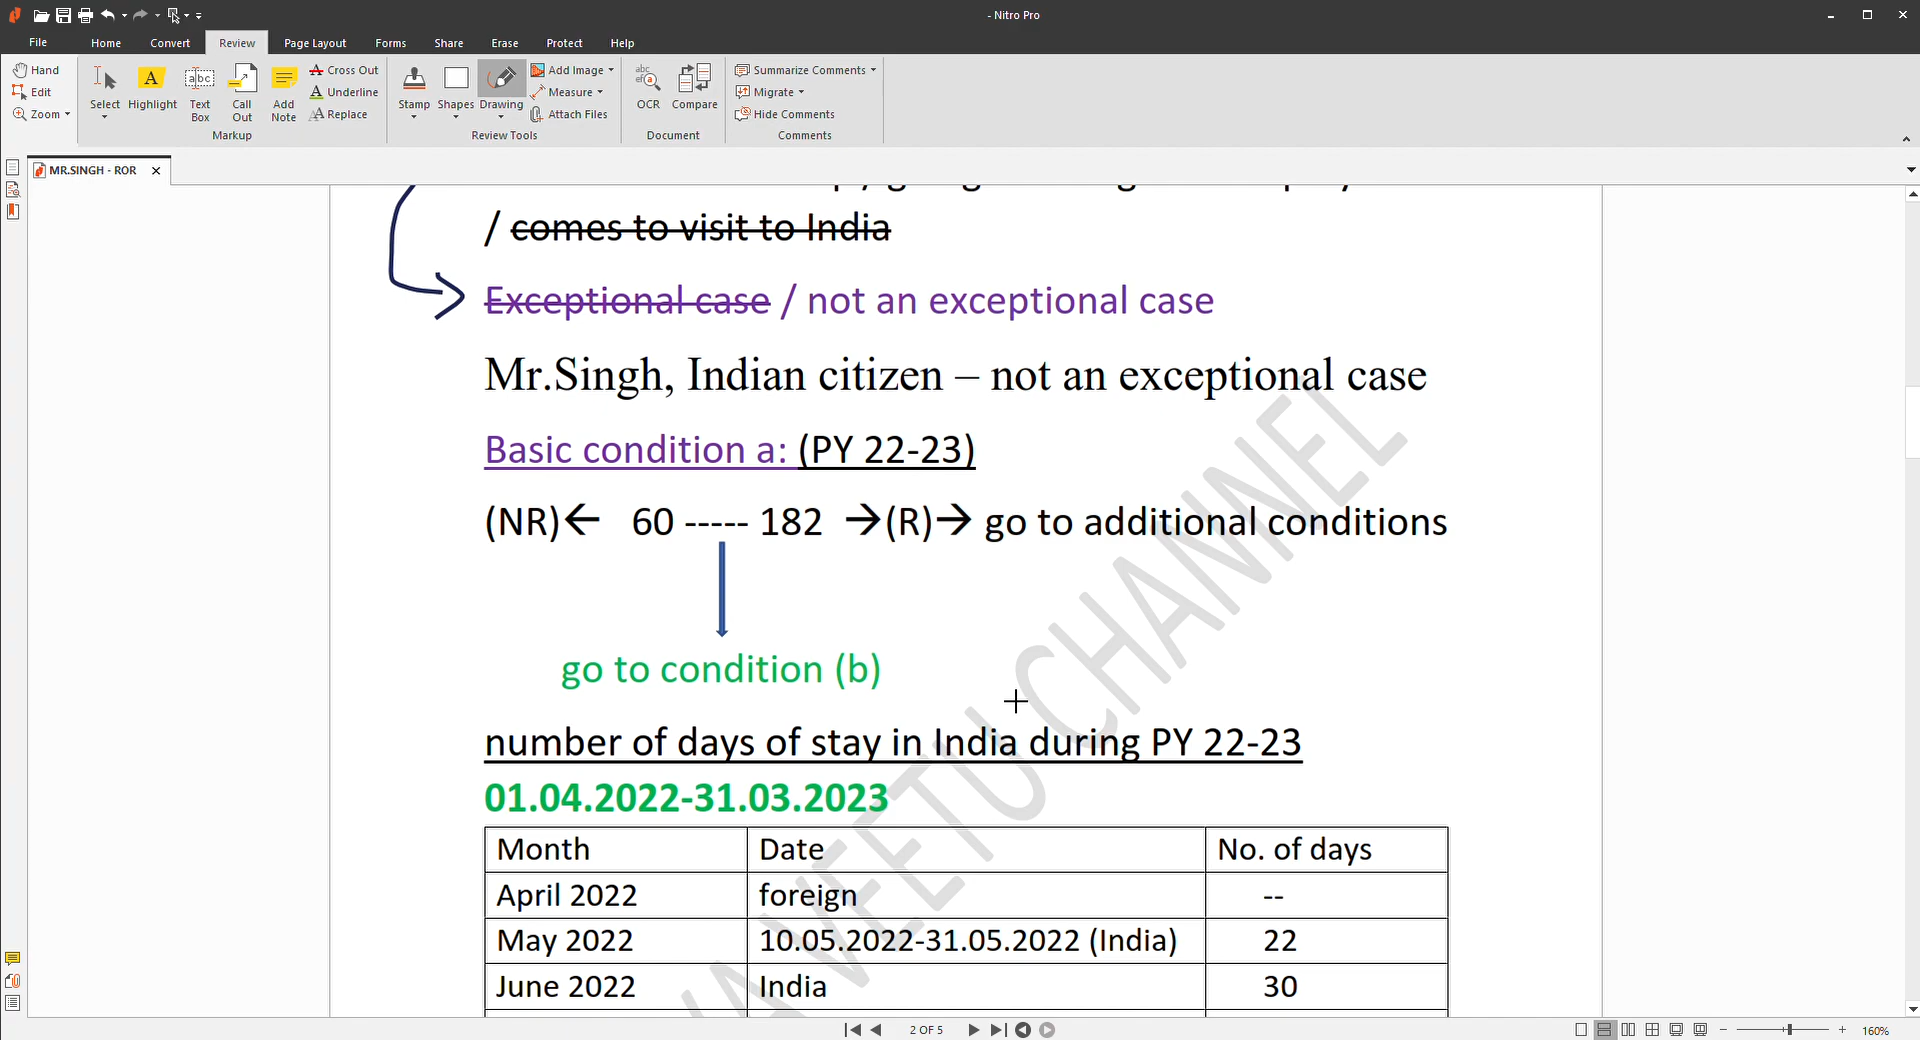 - Nitro Pro
File Home Convert Review Page Layout Forms Share Erase Protect Help
Hand
Edit
Zoom
Select
Highlight
Text Box
Call Out
Add Note
Cross Out
Underline
Replace
Markup
Stamp
Shapes
Drawing
Add Image
Measure
Attach Files
Review Tools
OCR
Compare
Document
Summarize Comments
Migrate
Hide Comments
Comments
MR.SINGH - ROR
/ comes to visit to India
Exceptional case / not an exceptional case
Mr.Singh, Indian citizen – not an exceptional case
Basic condition a: (PY 22-23)
(NR)← 60 ----- 182 →(R)→ go to additional conditions
go to condition (b)
number of days of stay in India during PY 22-23
01.04.2022-31.03.2023
Month Date No. of days
April 2022 foreign --
May 2022 10.05.2022-31.05.2022 (India) 22
June 2022 India 30
VEETU CHANNEL
2 OF 5
160%